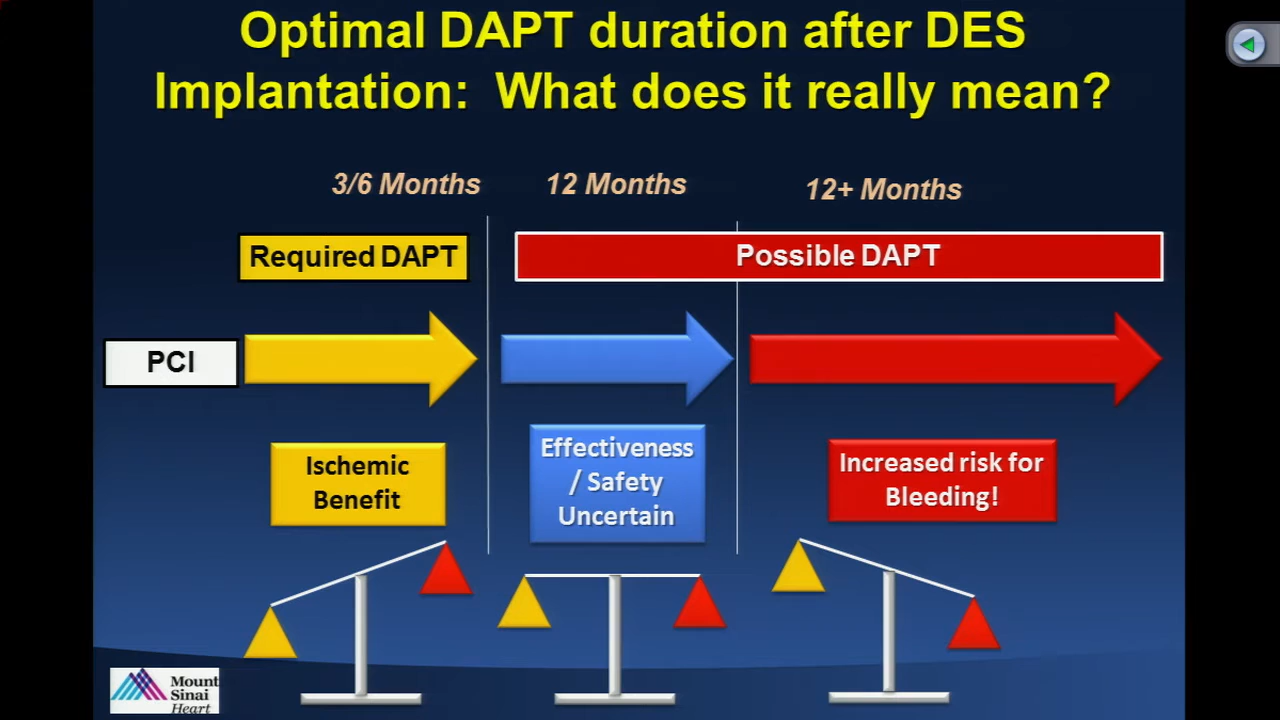 Optimal DAPT duration after DES
Implantation: What does it really mean?
3/6 Months
12 Months
12+ Months
Required DAPT
Possible DAPT
PCI
Ischemic
Benefit
Effectiveness
/ Safety
Uncertain
Increased risk for
Bleeding!
Mount
Sinai
Heart